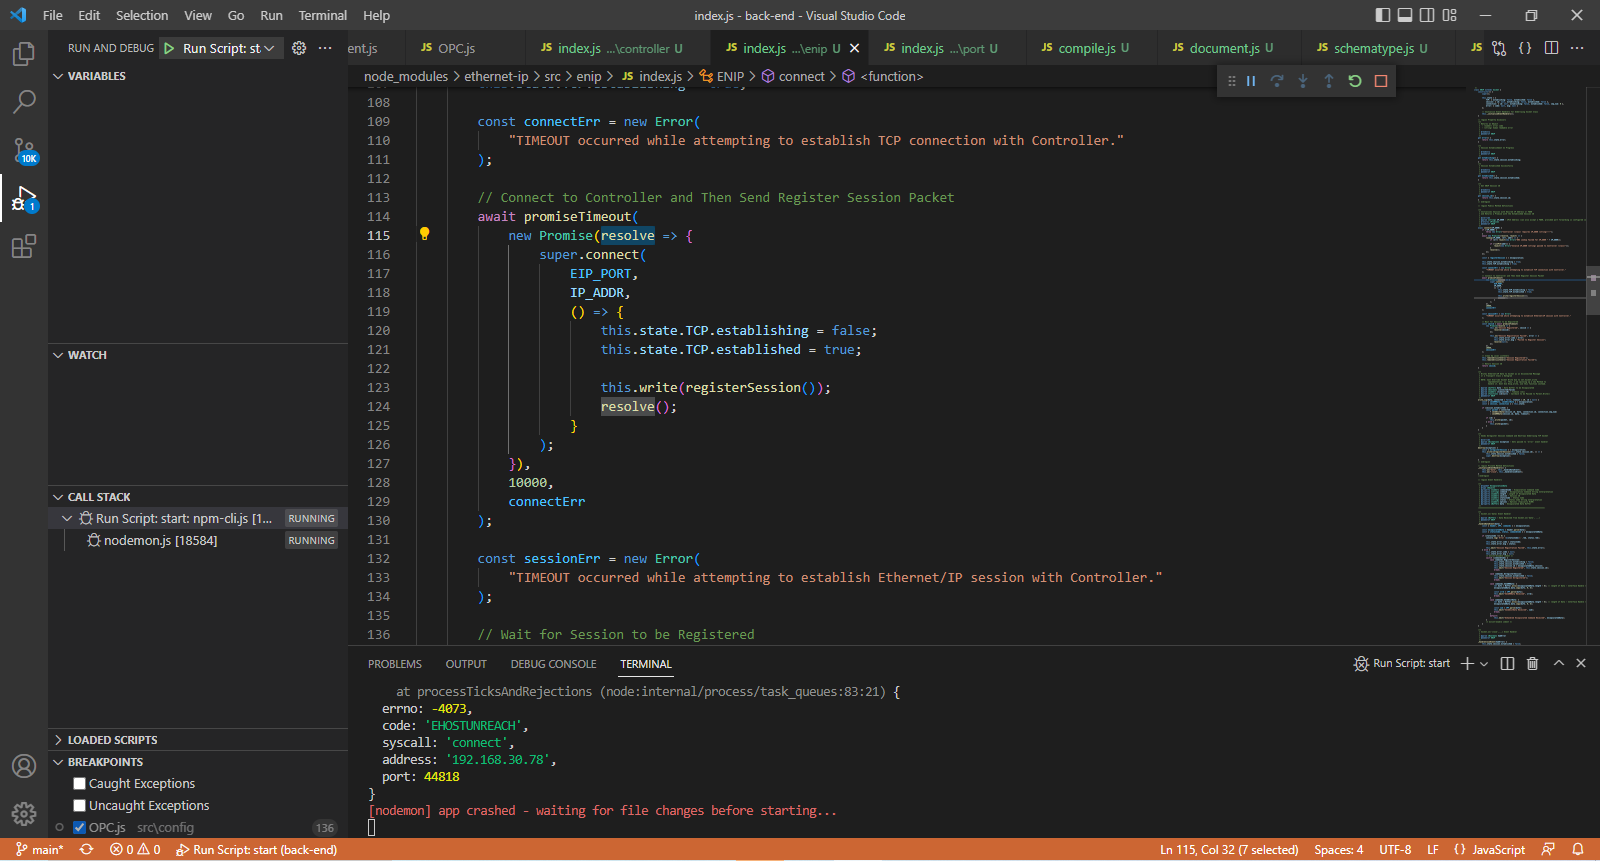 File Edit Selection View Go Run Terminal Help
index.js - back-end - Visual Studio Code
RUN AND DEBUG Run Script: st
ent.js
JS OPC.js
JS index.js ...\controller U
JS index.js ...\enip U
JS index.js ...\port U
JS compile.js U
JS document.js U
JS schematype.js U
JS
VARIABLES
node_modules > ethernet-ip > src > enip > JS index.js > ENIP > connect > <function>
108
109 const connectErr = new Error(
110 "TIMEOUT occurred while attempting to establish TCP connection with Controller."
111 );
112
113 // Connect to Controller and Then Send Register Session Packet
114 await promiseTimeout(
115 new Promise(resolve => {
116 super.connect(
117 EIP_PORT,
118 IP_ADDR,
119 () => {
120 this.state.TCP.establishing = false;
121 this.state.TCP.established = true;
122
123 this.write(registerSession());
124 resolve();
125 }
126 );
127 }),
128 10000,
129 connectErr
130 );
131
132 const sessionErr = new Error(
133 "TIMEOUT occurred while attempting to establish Ethernet/IP session with Controller."
134 );
135
136 // Wait for Session to be Registered
10K
1
WATCH
CALL STACK
Run Script: start: npm-cli.js [1... RUNNING
nodemon.js [18584] RUNNING
LOADED SCRIPTS
BREAKPOINTS
Caught Exceptions
Uncaught Exceptions
OPC.js src\config 136
PROBLEMS OUTPUT DEBUG CONSOLE TERMINAL
Run Script: start
at processTicksAndRejections (node:internal/process/task_queues:83:21) {
errno: -4073,
code: 'EHOSTUNREACH',
syscall: 'connect',
address: '192.168.30.78',
port: 44818
}
[nodemon] app crashed - waiting for file changes before starting...
main* 0 0 Run Script: start (back-end)
Ln 115, Col 32 (7 selected) Spaces: 4 UTF-8 LF {} JavaScript